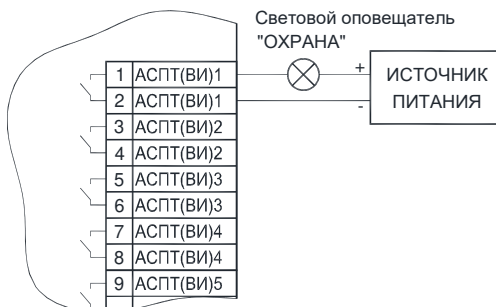 Световой оповещатель
"ОХРАНА"
1 АСПТ(ВИ)1
2 АСПТ(ВИ)1
3 АСПТ(ВИ)2
4 АСПТ(ВИ)2
5 АСПТ(ВИ)3
6 АСПТ(ВИ)3
7 АСПТ(ВИ)4
8 АСПТ(ВИ)4
9 АСПТ(ВИ)5
+
-
ИСТОЧНИК
ПИТАНИЯ